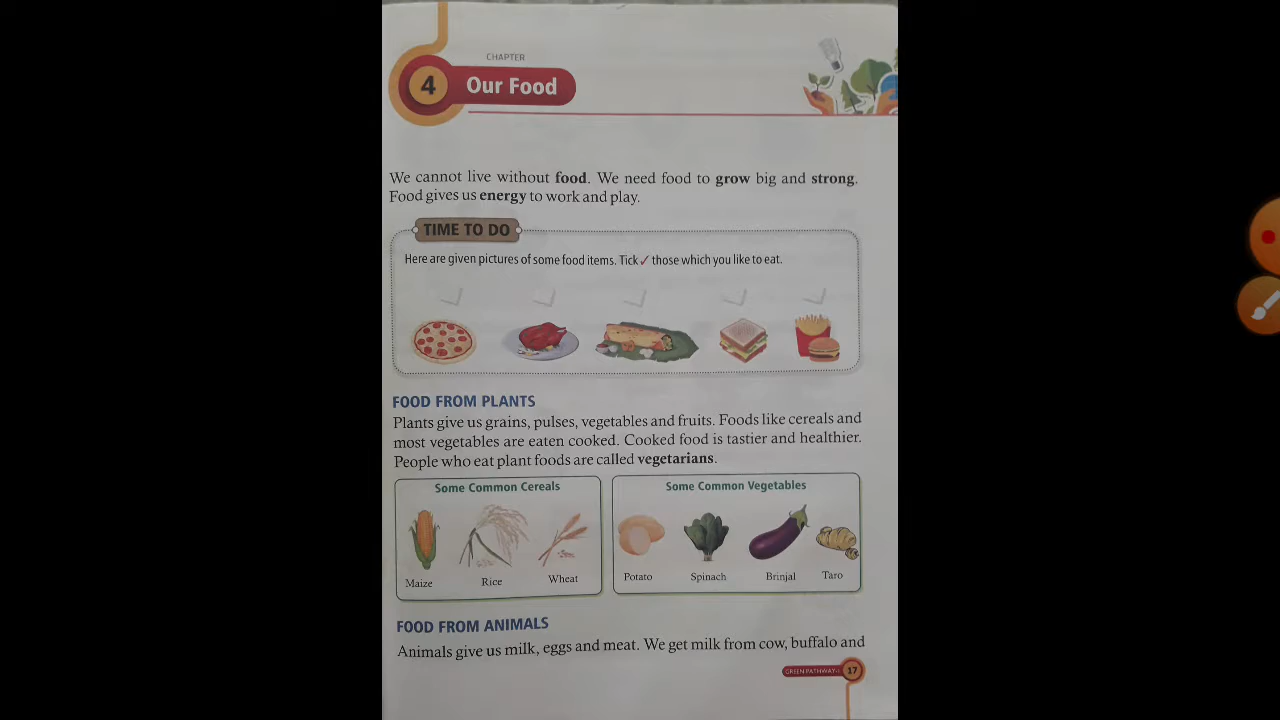 CHAPTER
4 Our Food
We cannot live without food. We need food to grow big and strong.
Food gives us energy to work and play.
TIME TO DO
Here are given pictures of some food items. Tick ✓ those which you like to eat.
FOOD FROM PLANTS
Plants give us grains, pulses, vegetables and fruits. Foods like cereals and
most vegetables are eaten cooked. Cooked food is tastier and healthier.
People who eat plant foods are called vegetarians.
Some Common Cereals
Maize Rice Wheat
Some Common Vegetables
Potato Spinach Brinjal Taro
FOOD FROM ANIMALS
Animals give us milk, eggs and meat. We get milk from cow, buffalo and
GREEN PATHWAY-1 17